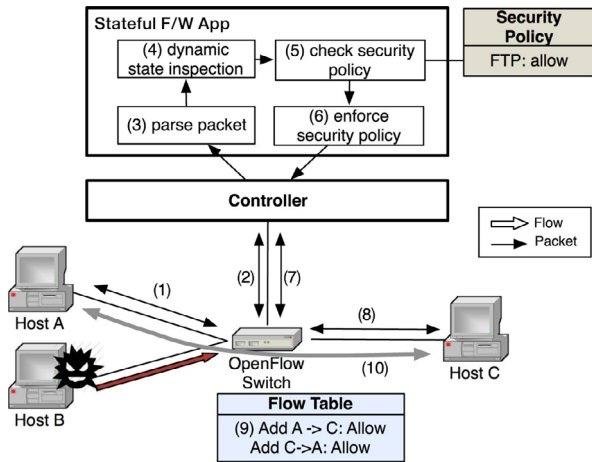 Stateful F/W App
(4) dynamic
state inspection
(5) check security
policy
(3) parse packet
(6) enforce
security policy
Security
Policy
FTP: allow
Controller
Flow
Packet
(1)
(2)
(7)
(8)
(10)
Host A
Host B
OpenFlow
Switch
Host C
Flow Table
(9) Add A -> C: Allow
Add C->A: Allow